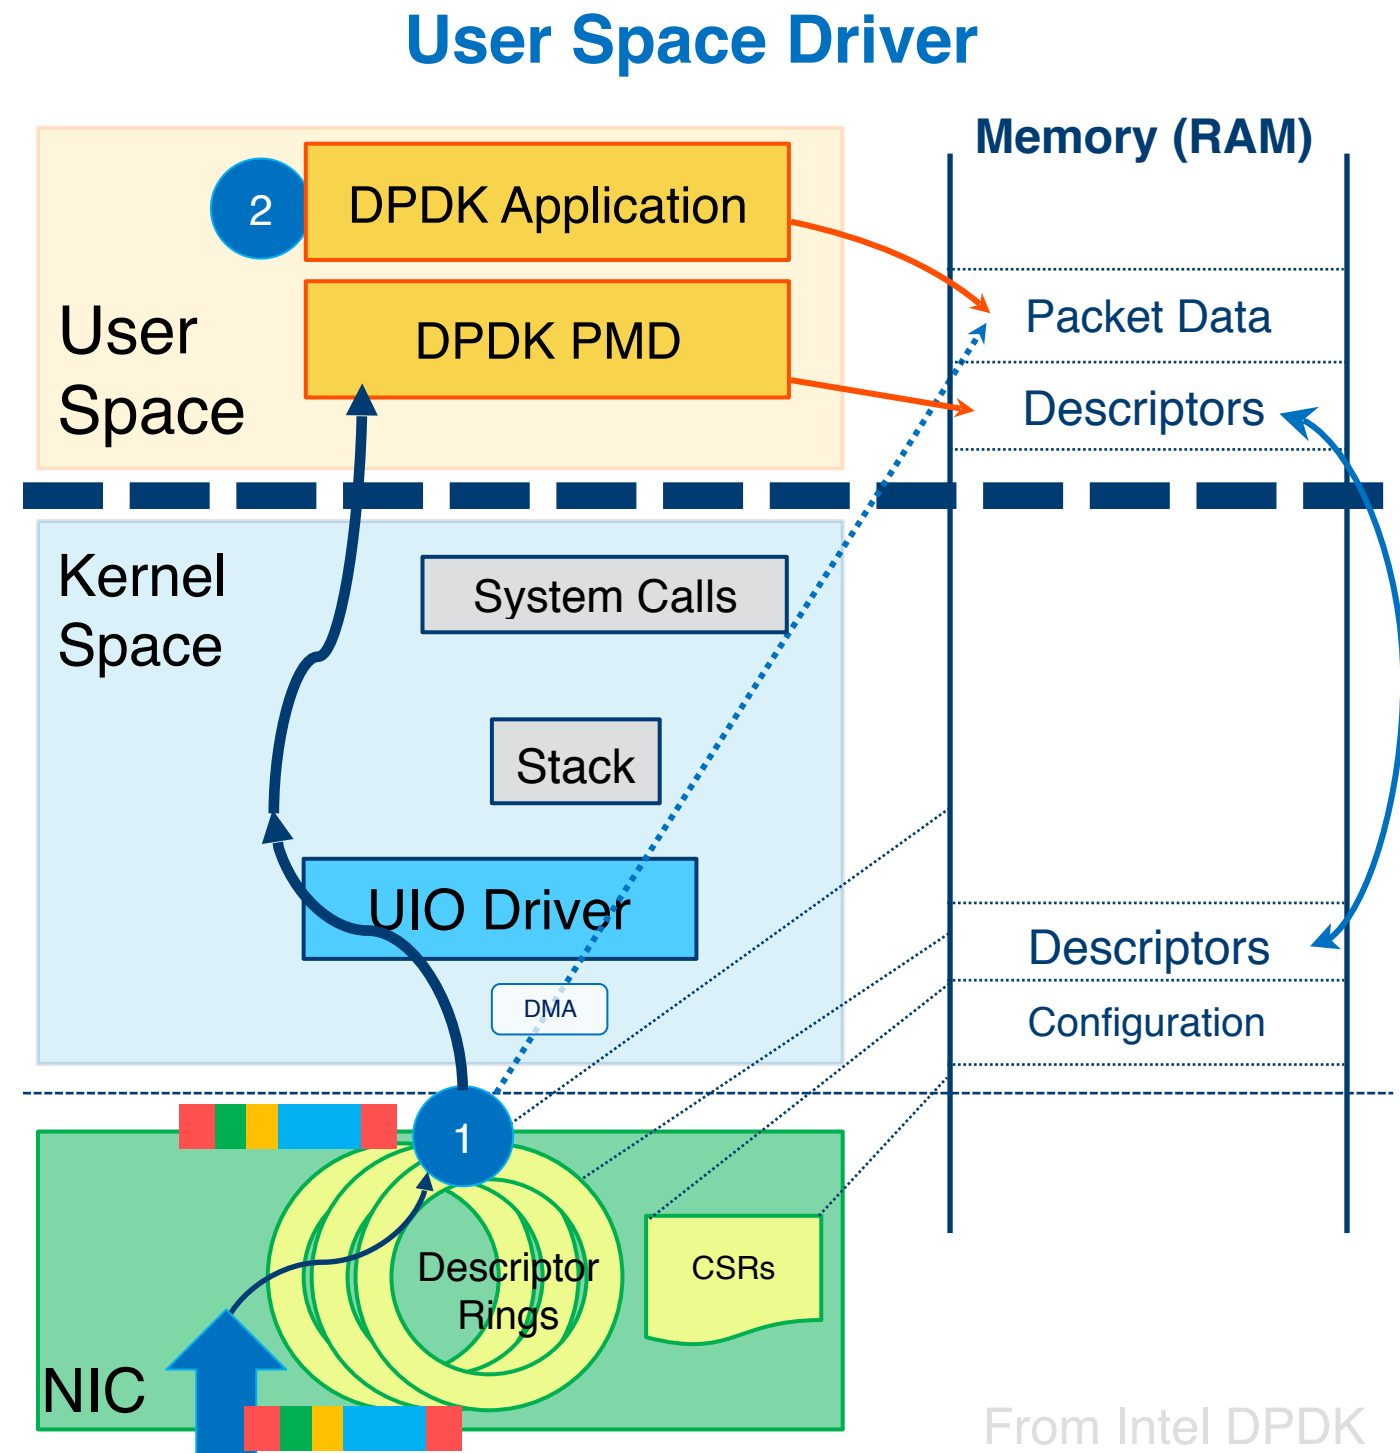 User Space Driver
Memory (RAM)
2
DPDK Application
Packet Data
User
Space
DPDK PMD
Descriptors
Kernel
Space
System Calls
Stack
UIO Driver
Descriptors
DMA
Configuration
1
Descriptor
Rings
CSRs
NIC
From Intel DPDK